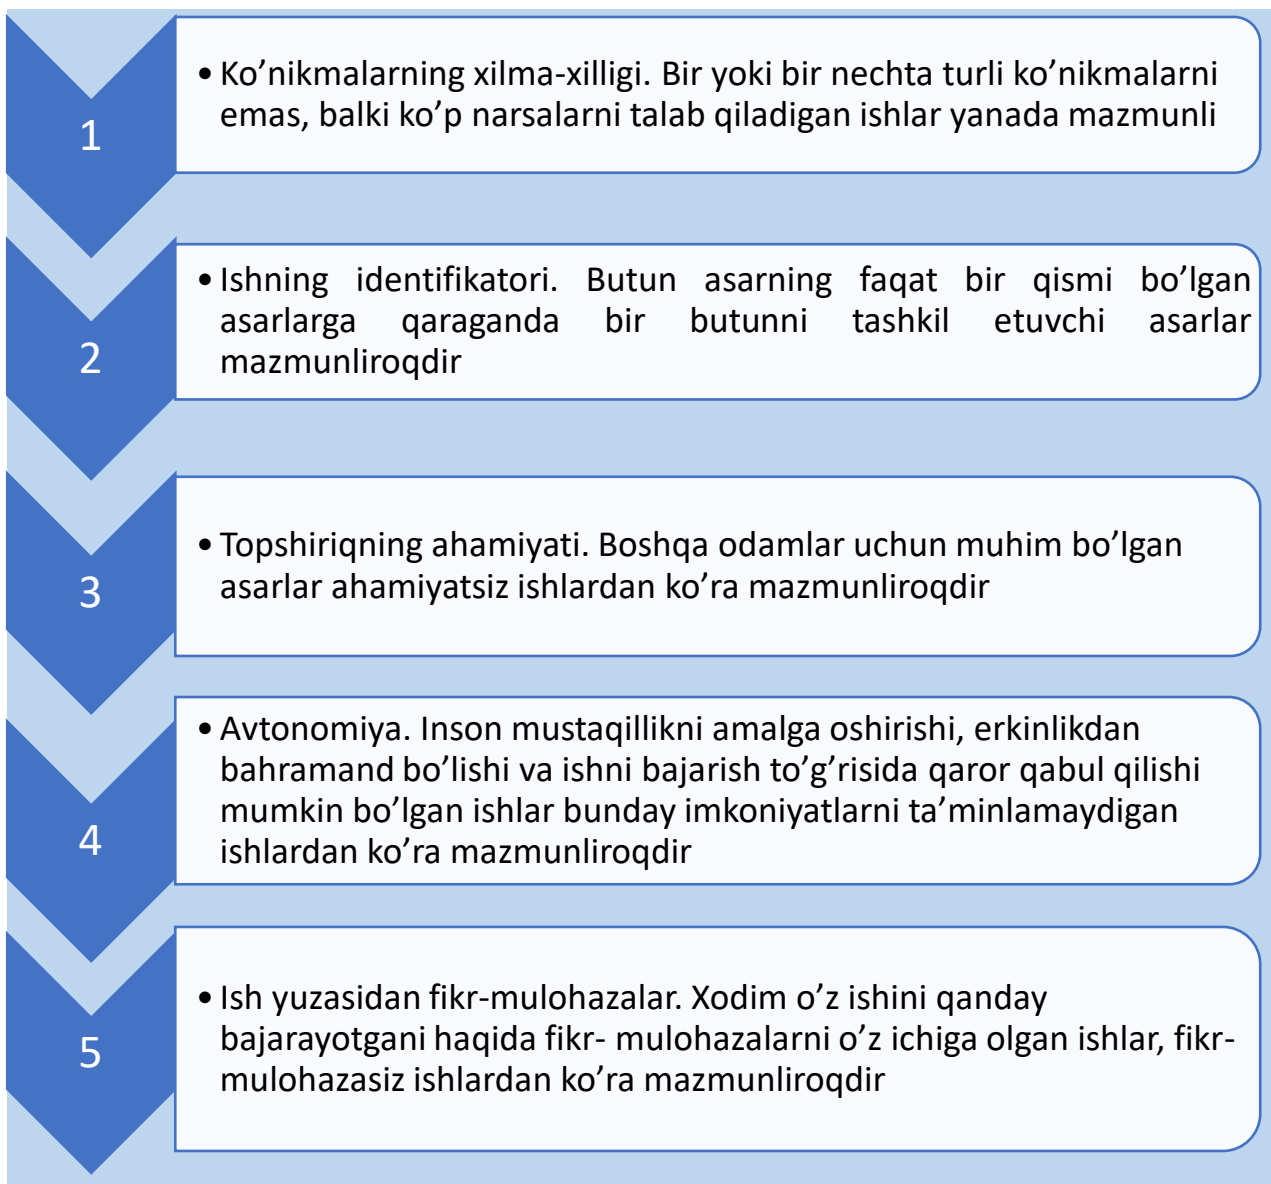 1
• Ko’nikmalarning xilma-xilligi. Bir yoki bir nechta turli ko’nikmalarni
emas, balki ko’p narsalarni talab qiladigan ishlar yanada mazmunli
2
• Ishning identifikatori. Butun asarning faqat bir qismi bo’lgan
asarlarga qaraganda bir butunni tashkil etuvchi asarlar
mazmunliroqdir
3
• Topshiriqning ahamiyati. Boshqa odamlar uchun muhim bo’lgan
asarlar ahamiyatsiz ishlardan ko’ra mazmunliroqdir
4
• Avtonomiya. Inson mustaqillikni amalga oshirishi, erkinlikdan
bahramand bo’lishi va ishni bajarish to’g’risida qaror qabul qilishi
mumkin bo’lgan ishlar bunday imkoniyatlarni ta’minlamaydigan
ishlardan ko’ra mazmunliroqdir
5
• Ish yuzasidan fikr-mulohazalar. Xodim o’z ishini qanday
bajarayotgani haqida fikr- mulohazalarni o’z ichiga olgan ishlar, fikr-
mulohazasiz ishlardan ko’ra mazmunliroqdir